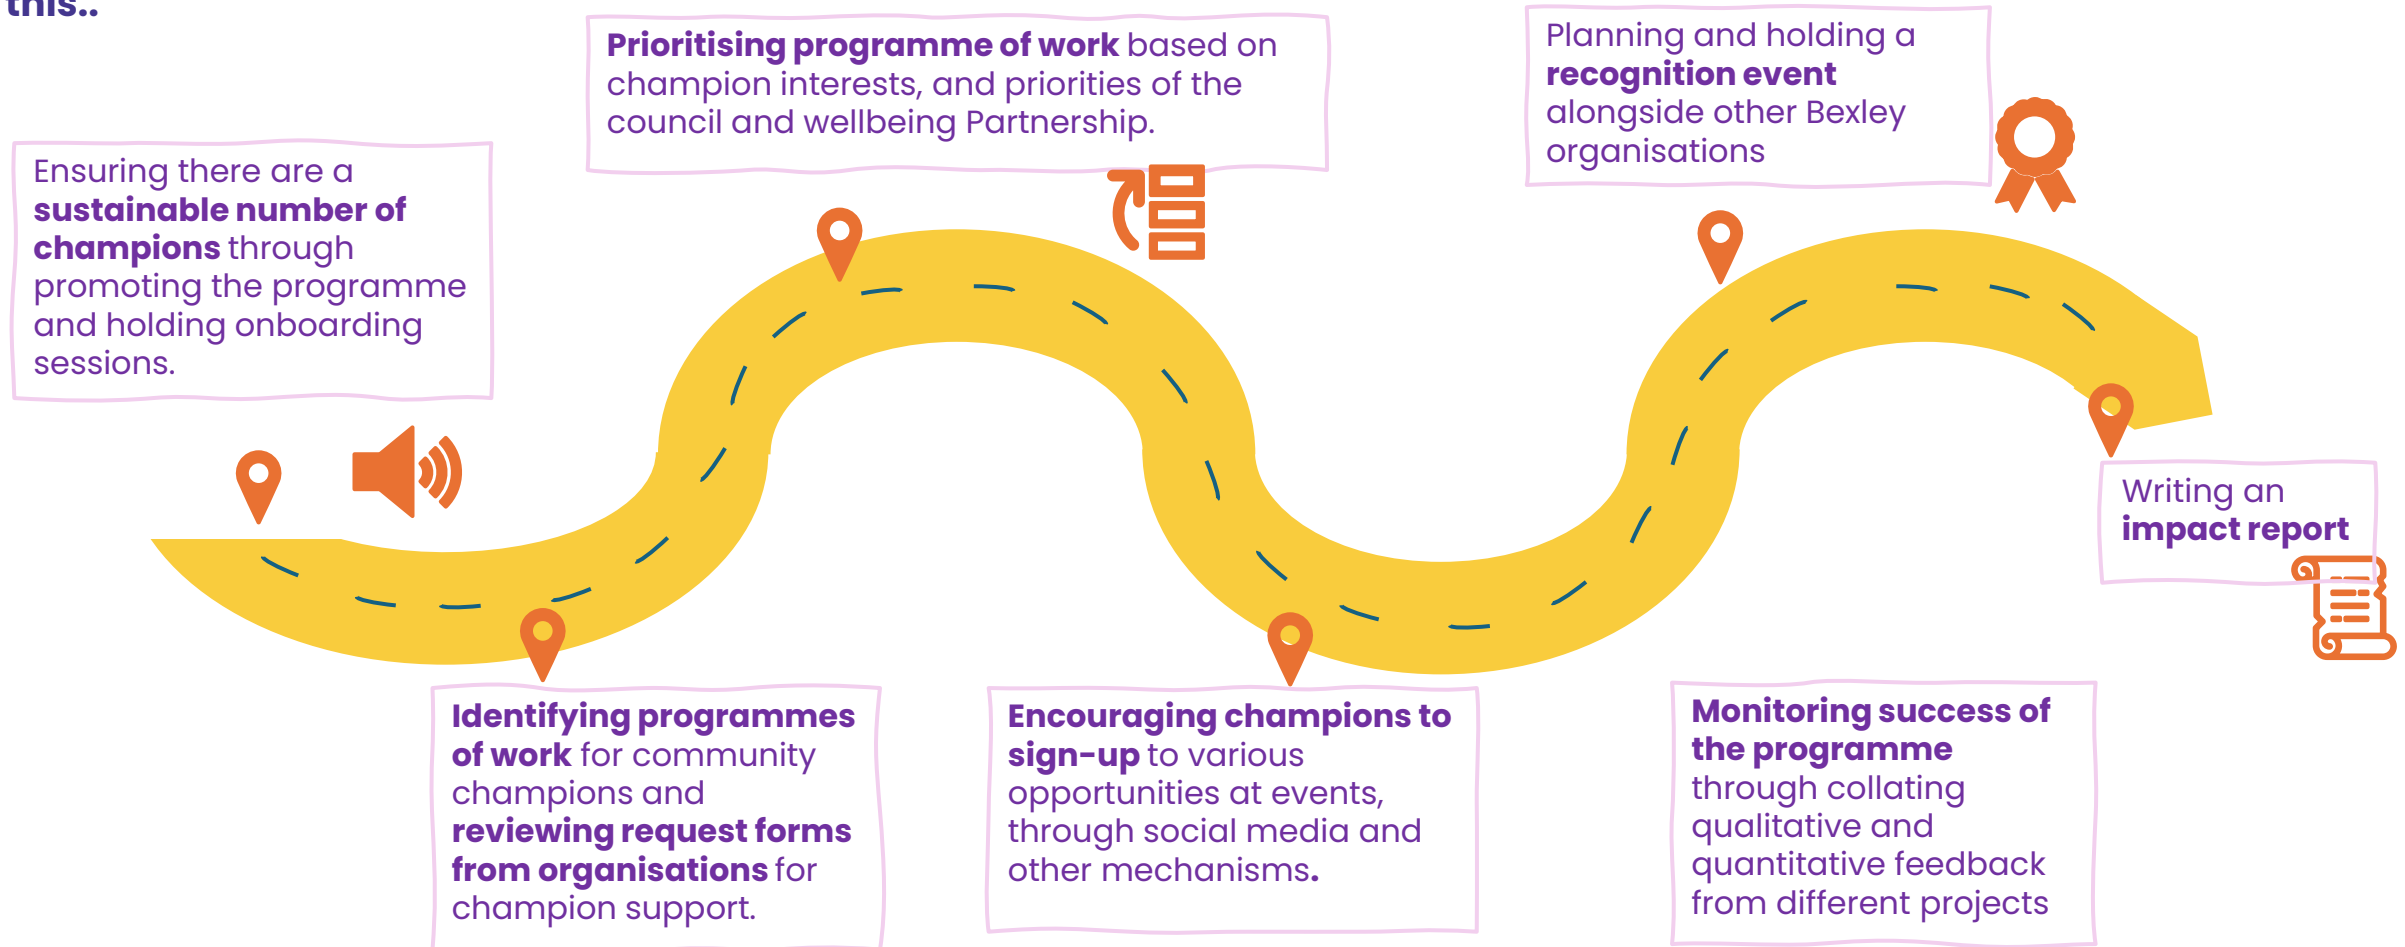 this..
Ensuring there are a
sustainable number of
champions through
promoting the programme
and holding onboarding
sessions.
Identifying programmes
of work for community
champions and
reviewing request forms
from organisations for
champion support.
Prioritising programme of work based on
champion interests, and priorities of the
council and wellbeing Partnership.
Encouraging champions to
sign-up to various
opportunities at events,
through social media and
other mechanisms.
Planning and holding a
recognition event
alongside other Bexley
organisations
Monitoring success of
the programme
through collating
qualitative and
quantitative feedback
from different projects
Writing an
impact report